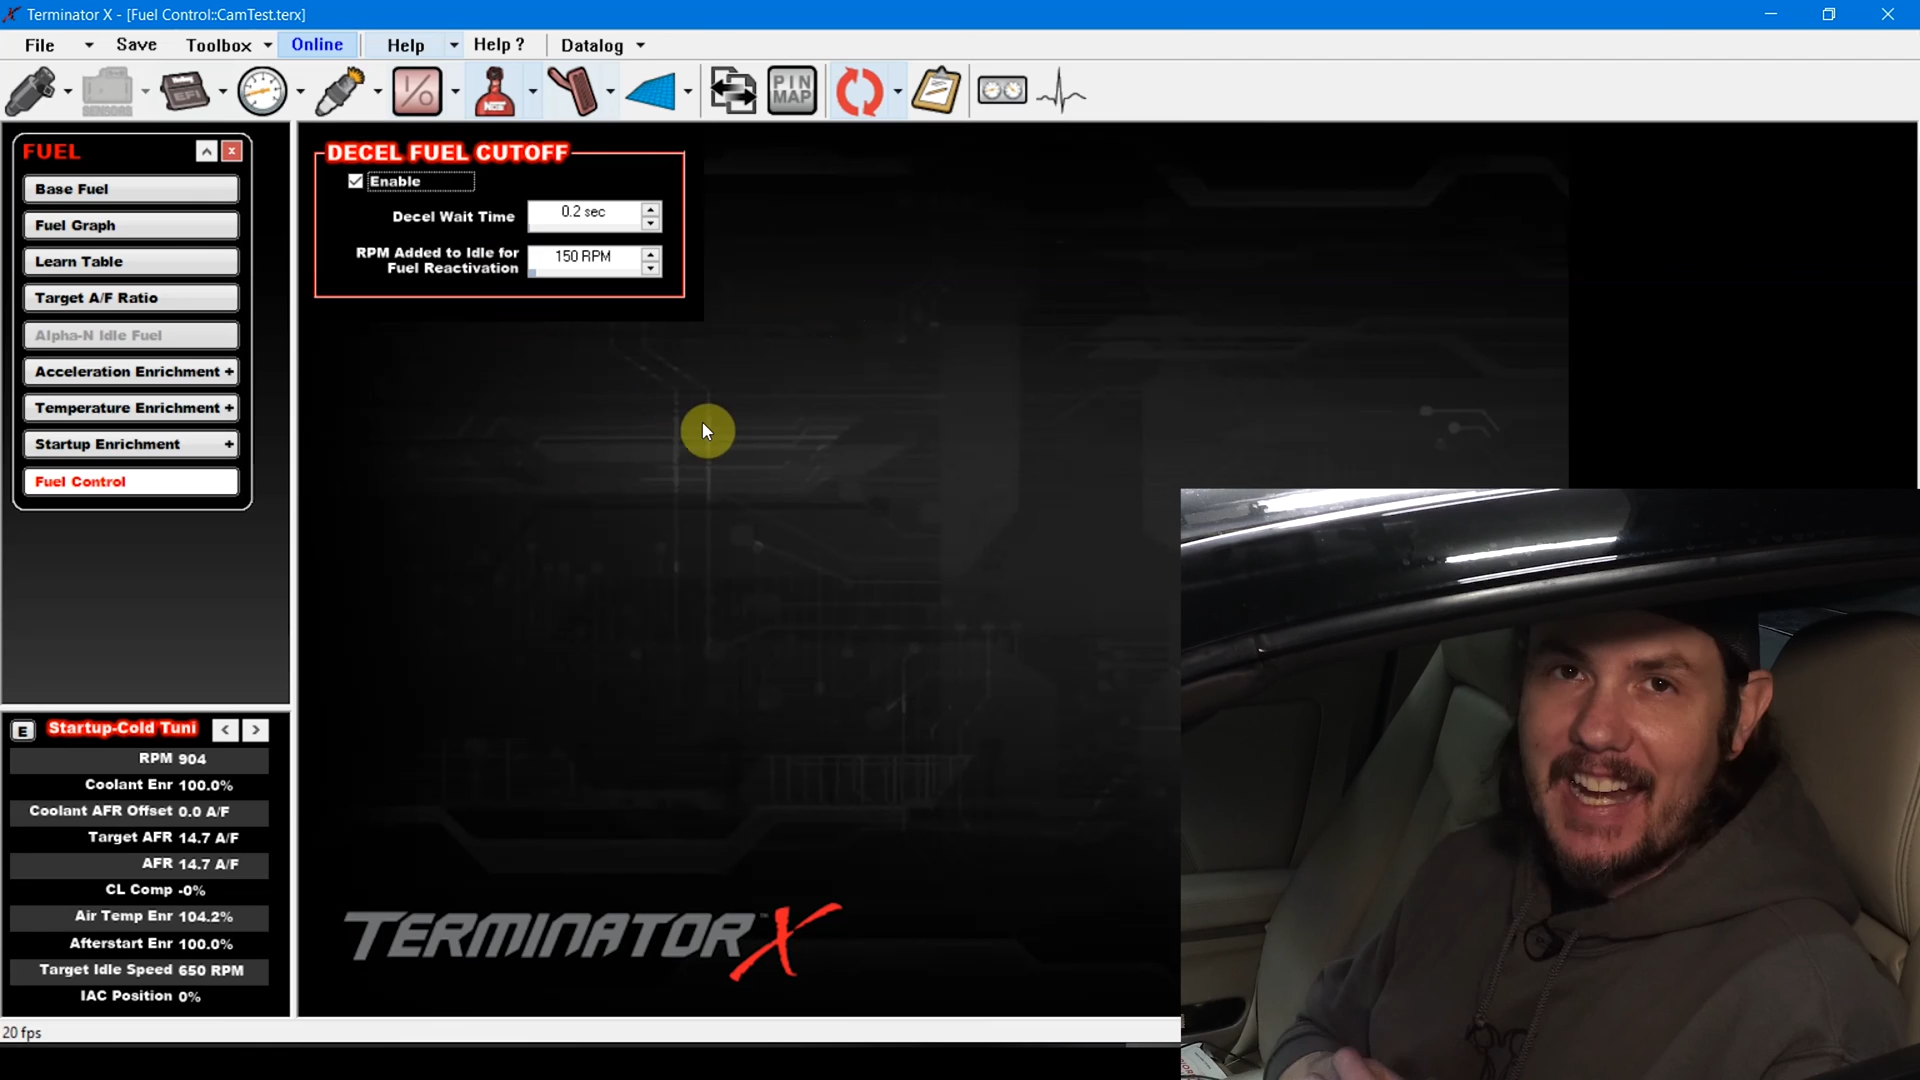 Terminator X - [Fuel Control::CamTest.terx]
File Save Toolbox Online Help Help ? Datalog
SENSORS EFI I/O NOS PIN MAP
FUEL
Base Fuel
Fuel Graph
Learn Table
Target A/F Ratio
Alpha-N Idle Fuel
Acceleration Enrichment +
Temperature Enrichment +
Startup Enrichment +
Fuel Control
DECEL FUEL CUTOFF
Enable
Decel Wait Time 0.2 sec
RPM Added to Idle for
Fuel Reactivation 150 RPM
E Startup-Cold Tuni < >
RPM 904
Coolant Enr 100.0%
Coolant AFR Offset 0.0 A/F
Target AFR 14.7 A/F
AFR 14.7 A/F
CL Comp -0%
Air Temp Enr 104.2%
Afterstart Enr 100.0%
Target Idle Speed 650 RPM
IAC Position 0%
TERMINATOR X
20 fps